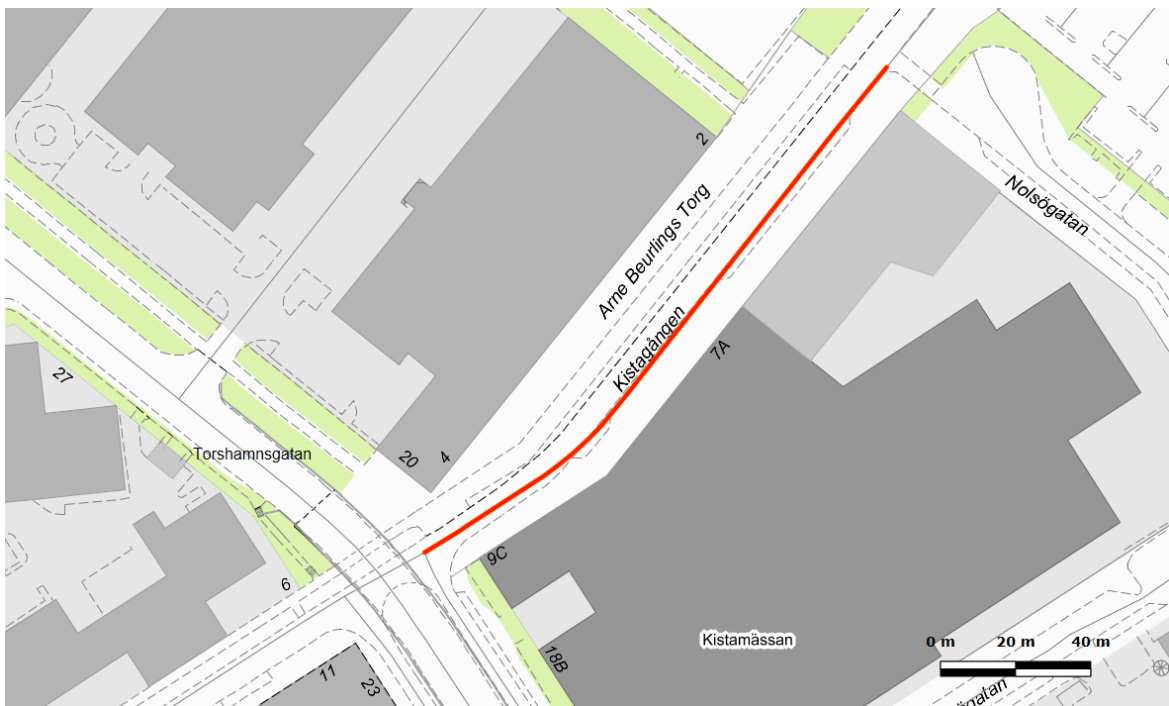 2
Nolsögatan
Arne Beurlings Torg
Kistagången
7A
27
Torshamnsgatan
20
4
9C
6
Kistamässan
0 m 20 m 40 m
18B
11
23